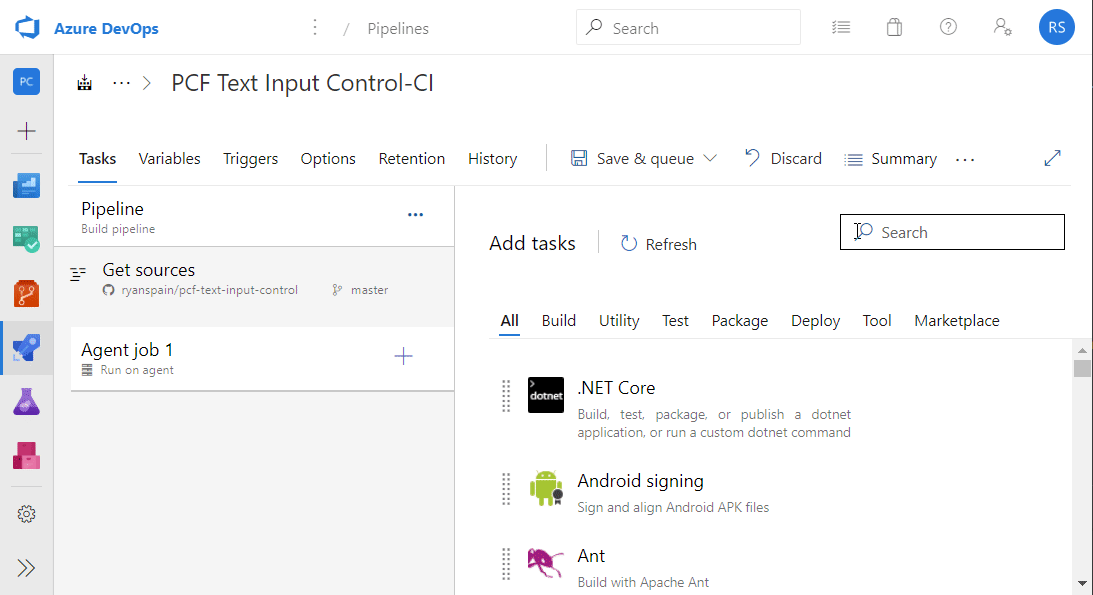 Azure DevOps
/ Pipelines
Search
RS
PC
PCF Text Input Control-CI
Tasks Variables Triggers Options Retention History
Save & queue Discard Summary
Pipeline
Build pipeline
Get sources
ryanspain/pcf-text-input-control master
Agent job 1
Run on agent
Add tasks Refresh
Search
All Build Utility Test Package Deploy Tool Marketplace
dotnet
.NET Core
Build, test, package, or publish a dotnet
application, or run a custom dotnet command
Android signing
Sign and align Android APK files
Ant
Build with Apache Ant